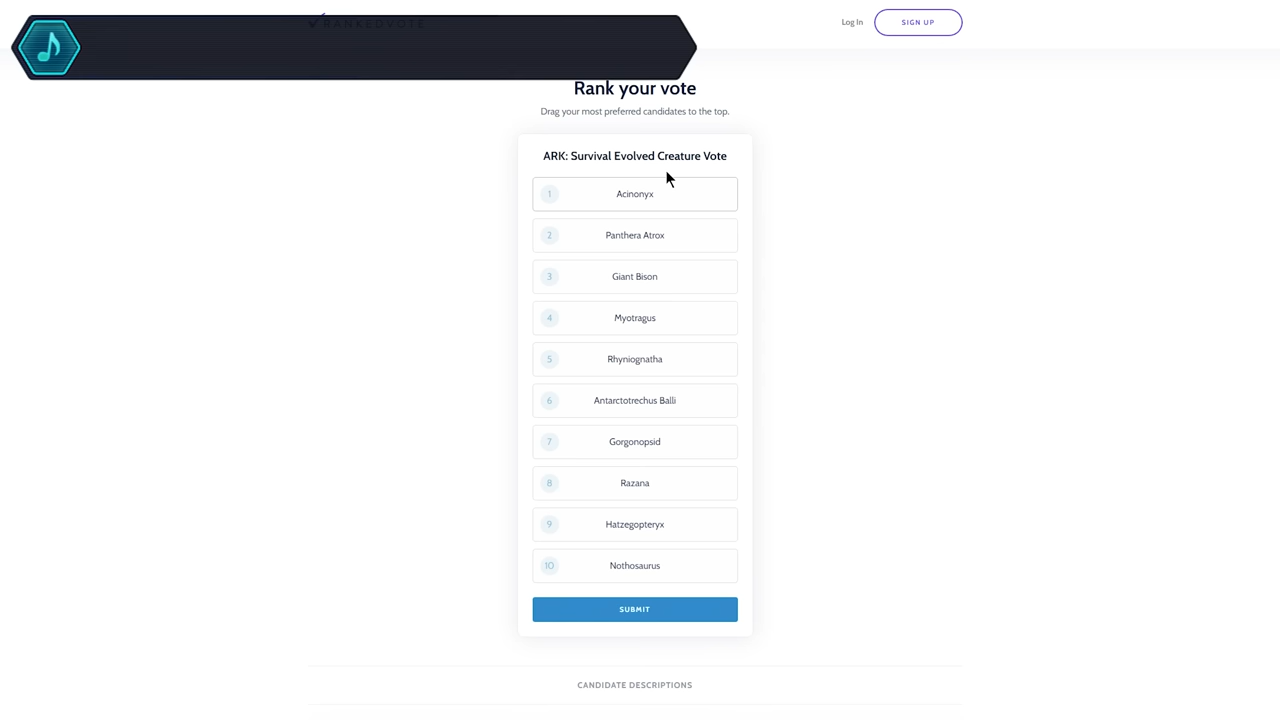 RANKEDVOTE
Log In
SIGN UP
Rank your vote
Drag your most preferred candidates to the top.
ARK: Survival Evolved Creature Vote
1 Acinonyx
2 Panthera Atrox
3 Giant Bison
4 Myotragus
5 Rhyniognatha
6 Antarctotrechus Balli
7 Gorgonopsid
8 Razana
9 Hatzegopteryx
10 Nothosaurus
SUBMIT
CANDIDATE DESCRIPTIONS